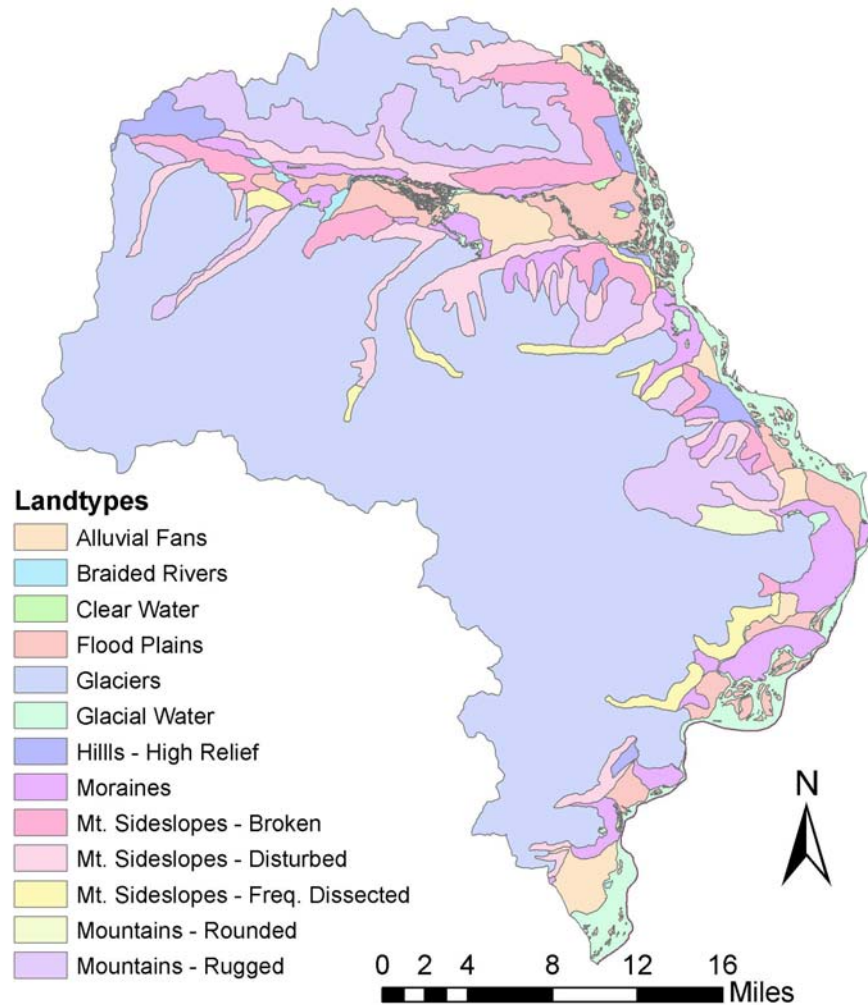 Landtypes
Alluvial Fans
Braided Rivers
Clear Water
Flood Plains
Glaciers
Glacial Water
Hillls - High Relief
Moraines
Mt. Sideslopes - Broken
Mt. Sideslopes - Disturbed
Mt. Sideslopes - Freq. Dissected
Mountains - Rounded
Mountains - Rugged
N
0 2 4 8 12 16
Miles